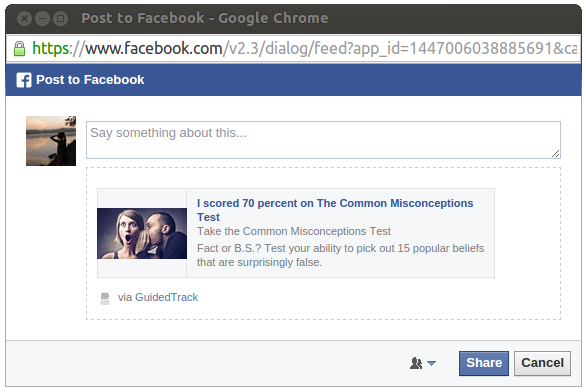 Post to Facebook - Google Chrome
https://www.facebook.com/v2.3/dialog/feed?app_id=1447006038885691&ca
Post to Facebook
Say something about this...
I scored 70 percent on The Common Misconceptions
Test
Take the Common Misconceptions Test
Fact or B.S.? Test your ability to pick out 15 popular beliefs
that are surprisingly false.
via GuidedTrack
Share Cancel